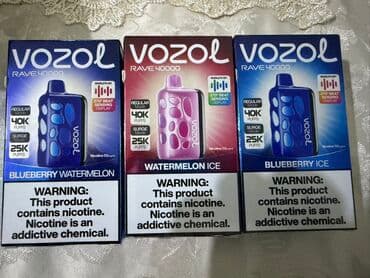 VOZOL
RAVE 40000
REGULAR
40K
PUFFS
SURGE
25K
PUFFS
VOZOL
BLUEBERRY WATERMELON
WARNING:
This product
contains nicotine.
Nicotine is an
addictive chemical.
VOZOL
RAVE 40000
REGULAR
40K
PUFFS
SURGE
25K
PUFFS
VOZOL
WATERMELON ICE
WARNING:
This product
contains nicotine.
Nicotine is an
addictive chemical.
VOZOL
RAVE 40000
REGULAR
40K
PUFFS
SURGE
25K
PUFFS
VOZOL
BLUEBERRY ICE
WARNING:
This product
contains nicotine.
Nicotine is an
addictive chemical.